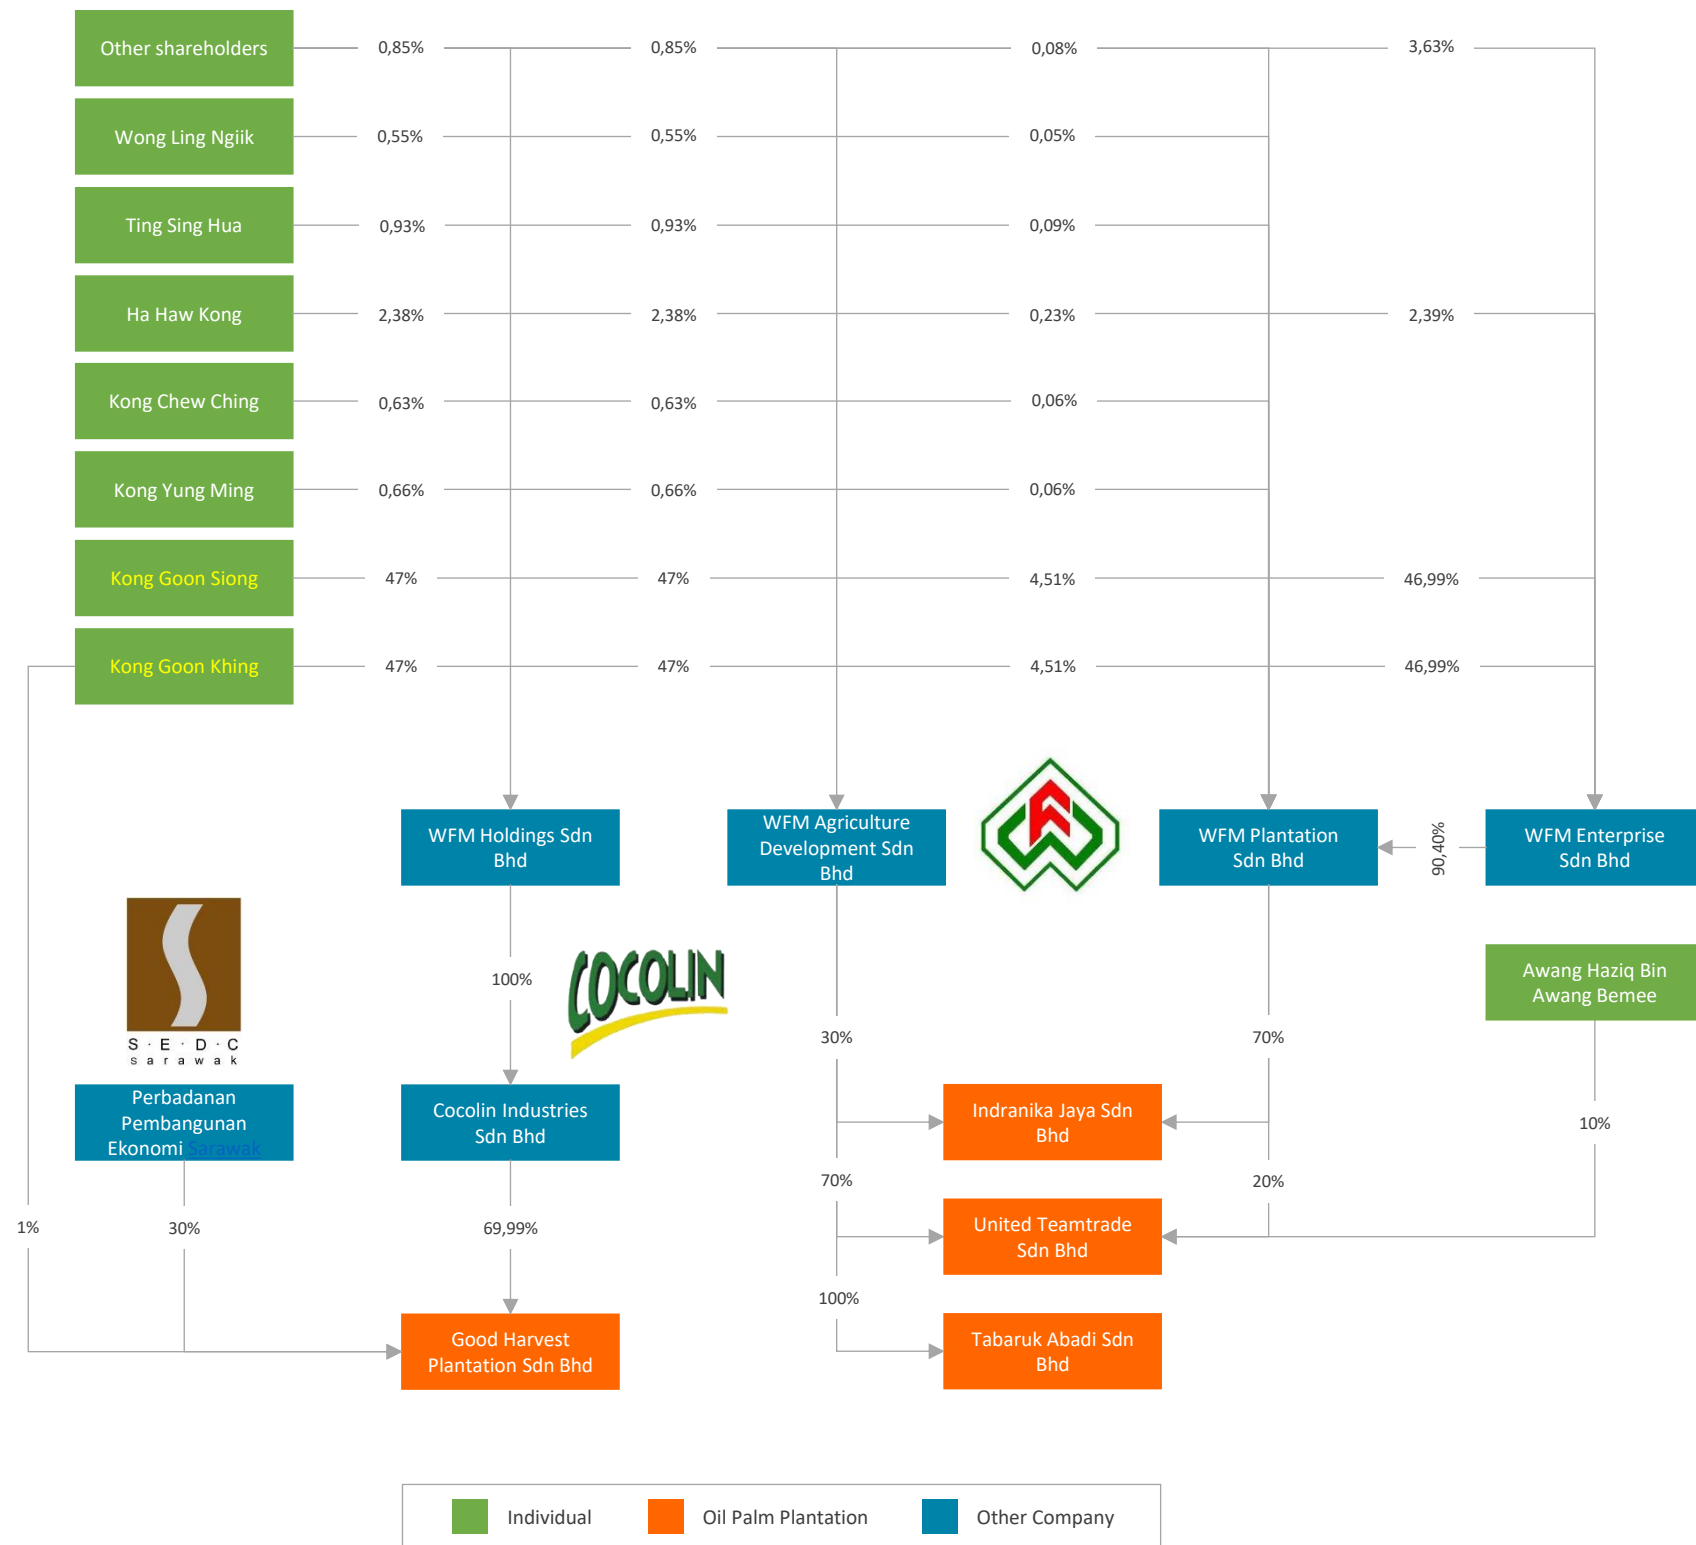 Other shareholders
0,85%
0,85%
0,08%
3,63%
Wong Ling Ngiik
0,55%
0,55%
0,05%
Ting Sing Hua
0,93%
0,93%
0,09%
Ha Haw Kong
2,38%
2,38%
0,23%
2,39%
Kong Chew Ching
0,63%
0,63%
0,06%
Kong Yung Ming
0,66%
0,66%
0,06%
Kong Goon Siong
47%
47%
4,51%
46,99%
Kong Goon Khing
47%
47%
4,51%
46,99%
WFM Holdings Sdn
Bhd
WFM Agriculture
Development Sdn
Bhd
WFM Plantation
Sdn Bhd
90,40%
WFM Enterprise
Sdn Bhd
S·E·D·C
sarawak
100%
COCOLIN
30%
70%
Awang Haziq Bin
Awang Bemee
Perbadanan
Pembangunan
Ekonomi Sarawak
Cocolin Industries
Sdn Bhd
Indranika Jaya Sdn
Bhd
10%
70%
20%
1%
30%
69,99%
United Teamtrade
Sdn Bhd
100%
Good Harvest
Plantation Sdn Bhd
Tabaruk Abadi Sdn
Bhd
Individual
Oil Palm Plantation
Other Company